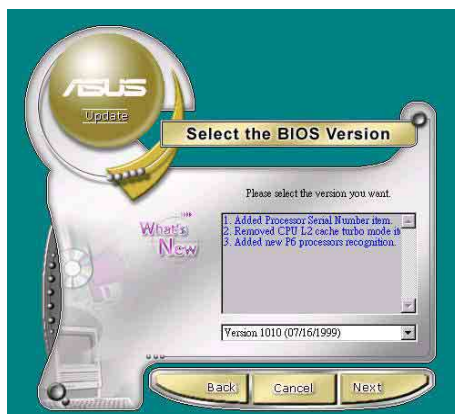 ASUS
Update
Select the BIOS Version
Please select the version you want.
What's
New
1. Added Processor Serial Number item.
2. Removed CPU L2 cache turbo mode it
3. Added new P6 processors recognition.
Version 1010 (07/16/1999)
Back
Cancel
Next